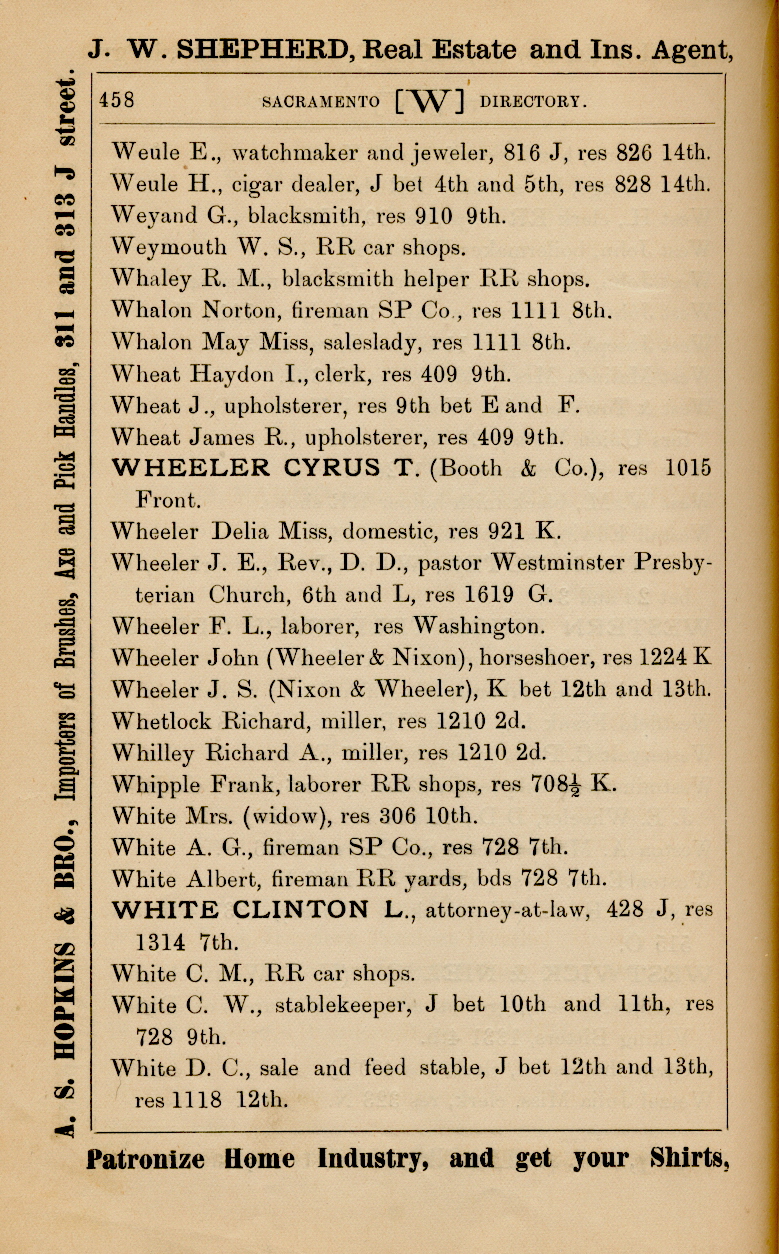 J. W. SHEPHERD, Real Estate and Ins. Agent,
458 SACRAMENTO [W] DIRECTORY.
Weule E., watchmaker and jeweler, 816 J, res 826 14th.
Weule H., cigar dealer, J bet 4th and 5th, res 828 14th.
Weyand G., blacksmith, res 910 9th.
Weymouth W. S., RR car shops.
Whaley R. M., blacksmith helper RR shops.
Whalon Norton, fireman SP Co., res 1111 8th.
Whalon May Miss, saleslady, res 1111 8th.
Wheat Haydon I., clerk, res 409 9th.
Wheat J., upholsterer, res 9th bet E and F.
Wheat James R., upholsterer, res 409 9th.
WHEELER CYRUS T. (Booth & Co.), res 1015
Front.
Wheeler Delia Miss, domestic, res 921 K.
Wheeler J. E., Rev., D. D., pastor Westminster Presby-
terian Church, 6th and L, res 1619 G.
Wheeler F. L., laborer, res Washington.
Wheeler John (Wheeler & Nixon), horseshoer, res 1224 K
Wheeler J. S. (Nixon & Wheeler), K bet 12th and 13th.
Whetlock Richard, miller, res 1210 2d.
Whilley Richard A., miller, res 1210 2d.
Whipple Frank, laborer RR shops, res 708½ K.
White Mrs. (widow), res 306 10th.
White A. G., fireman SP Co., res 728 7th.
White Albert, fireman RR yards, bds 728 7th.
WHITE CLINTON L., attorney-at-law, 428 J, res
1314 7th.
White C. M., RR car shops.
White C. W., stablekeeper, J bet 10th and 11th, res
728 9th.
White D. C., sale and feed stable, J bet 12th and 13th,
res 1118 12th.
Patronize Home Industry, and get your Shirts,
A. S. HOPKINS & BRO., Importers of Brushes, Axe and Pick Handles, 311 and 313 J street.